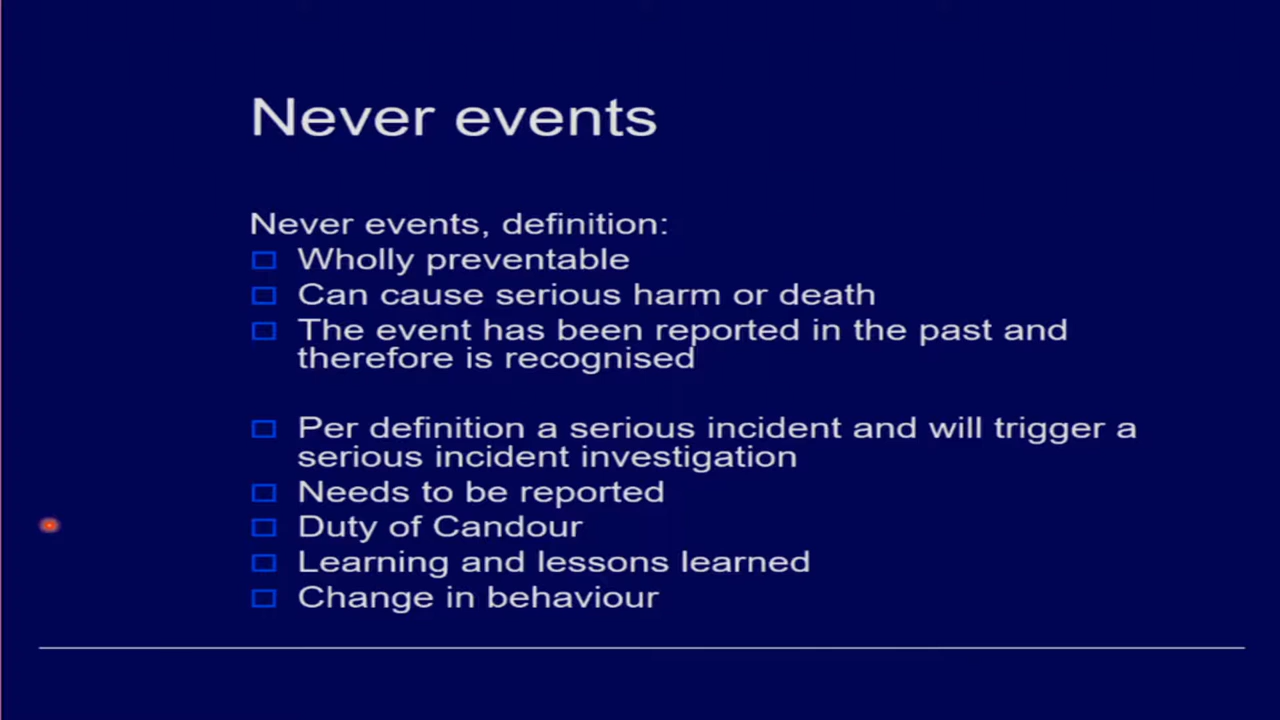 Never events
Never events, definition:
Wholly preventable
Can cause serious harm or death
The event has been reported in the past and
therefore is recognised
Per definition a serious incident and will trigger a
serious incident investigation
Needs to be reported
Duty of Candour
Learning and lessons learned
Change in behaviour